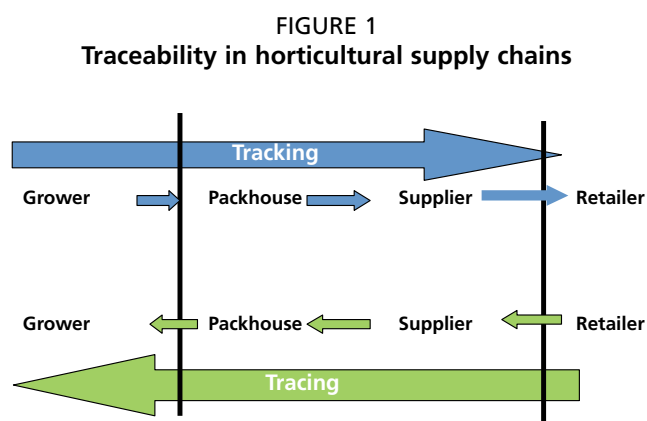 FIGURE 1
Traceability in horticultural supply chains
Tracking
Grower Packhouse Supplier Retailer
Grower Packhouse Supplier Retailer
Tracing